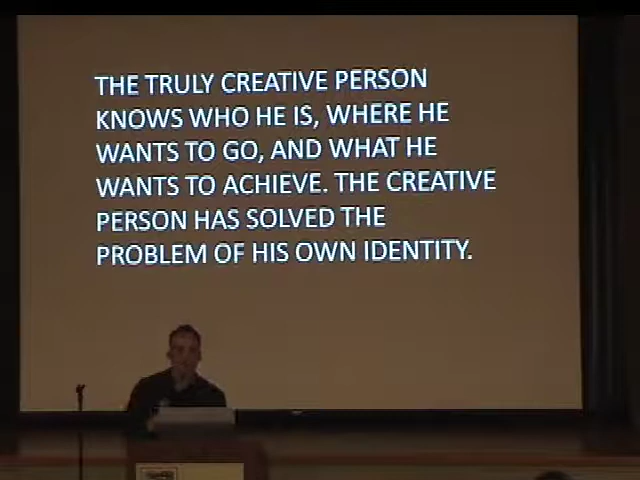 THE TRULY CREATIVE PERSON
KNOWS WHO HE IS, WHERE HE
WANTS TO GO, AND WHAT HE
WANTS TO ACHIEVE. THE CREATIVE
PERSON HAS SOLVED THE
PROBLEM OF HIS OWN IDENTITY.